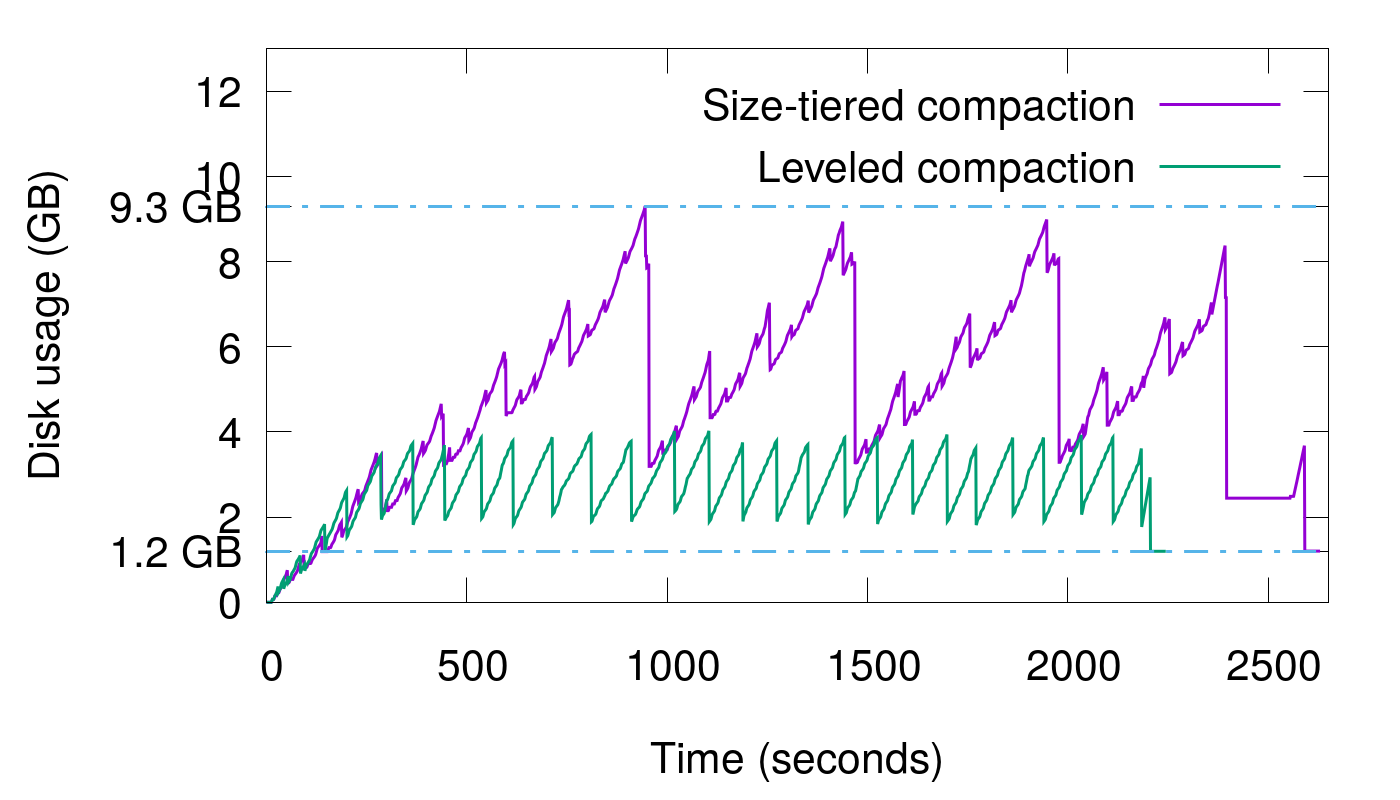 Size-tiered compaction
Leveled compaction
Disk usage (GB)
12
10
9.3 GB
8
6
4
2
1.2 GB
0
0 500 1000 1500 2000 2500
Time (seconds)